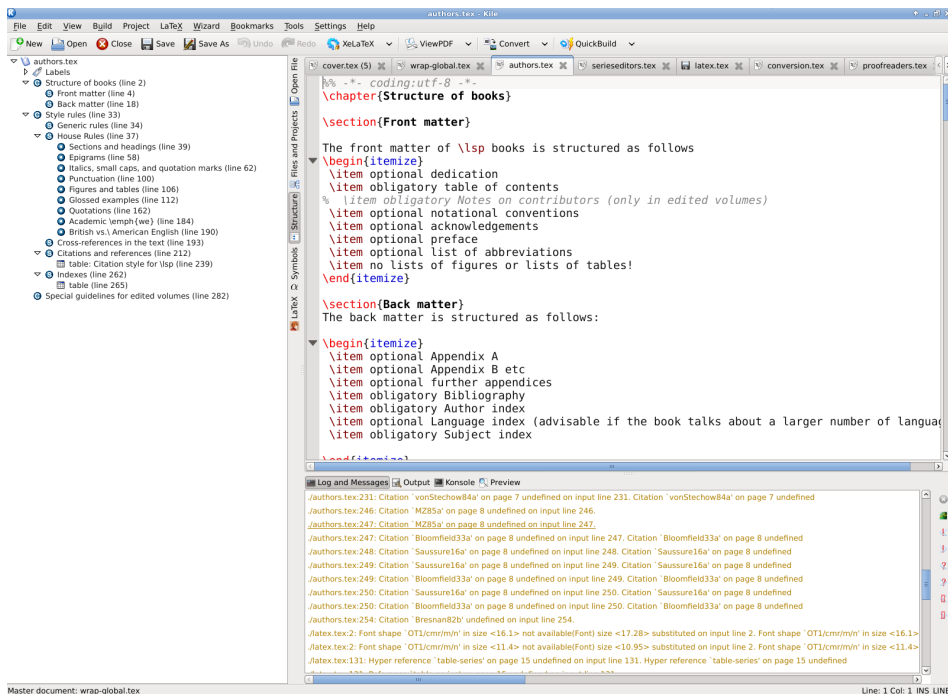 authors.tex - Kile
File Edit View Build Project LaTeX Wizard Bookmarks Tools Settings Help
New Open Close Save Save As Undo Redo XeLaTeX ViewPDF Convert QuickBuild
authors.tex
Labels
Structure of books (line 2)
Front matter (line 4)
Back matter (line 18)
Style rules (line 33)
Generic rules (line 34)
House Rules (line 37)
Sections and headings (line 39)
Epigrams (line 58)
Italics, small caps, and quotation marks (line 62)
Punctuation (line 100)
Figures and tables (line 106)
Glossed examples (line 112)
Quotations (line 162)
Academic \emph{we} (line 184)
British vs.\ American English (line 190)
Cross-references in the text (line 193)
Citations and references (line 212)
table: Citation style for \lsp (line 239)
Indexes (line 262)
table (line 265)
Special guidelines for edited volumes (line 282)
Open File
Files and Projects
Structure
Symbols
LaTeX
cover.tex (5) wrap-global.tex authors.tex serieseditors.tex latex.tex conversion.tex proofreaders.tex
%% -*- coding:utf-8 -*-
\chapter{Structure of books}
\section{Front matter}
The front matter of \lsp books is structured as follows
\begin{itemize}
\item optional dedication
\item obligatory table of contents
% \item obligatory Notes on contributors (only in edited volumes)
\item optional notational conventions
\item optional acknowledgements
\item optional preface
\item optional list of abbreviations
\item no lists of figures or lists of tables!
\end{itemize}
\section{Back matter}
The back matter is structured as follows:
\begin{itemize}
\item optional Appendix A
\item optional Appendix B etc
\item optional further appendices
\item obligatory Bibliography
\item obligatory Author index
\item optional Language index (advisable if the book talks about a larger number of languag
\item obligatory Subject index
\end{itemize}
Log and Messages Output Konsole Preview
./authors.tex:231: Citation `vonStechow84a' on page 7 undefined on input line 231. Citation `vonStechow84a' on page 7 undefined
./authors.tex:246: Citation `MZ85a' on page 8 undefined on input line 246.
./authors.tex:247: Citation `MZ85a' on page 8 undefined on input line 247.
./authors.tex:247: Citation `Bloomfield33a' on page 8 undefined on input line 247. Citation `Bloomfield33a' on page 8 undefined
./authors.tex:248: Citation `Saussure16a' on page 8 undefined on input line 248. Citation `Saussure16a' on page 8 undefined
./authors.tex:249: Citation `Saussure16a' on page 8 undefined on input line 249. Citation `Saussure16a' on page 8 undefined
./authors.tex:249: Citation `Bloomfield33a' on page 8 undefined on input line 249. Citation `Bloomfield33a' on page 8 undefined
./authors.tex:250: Citation `Saussure16a' on page 8 undefined on input line 250. Citation `Saussure16a' on page 8 undefined
./authors.tex:250: Citation `Bloomfield33a' on page 8 undefined on input line 250. Citation `Bloomfield33a' on page 8 undefined
./authors.tex:254: Citation `Bresnan82b' undefined on input line 254.
./latex.tex:2: Font shape `OT1/cmr/m/n' in size <16.1> not available(Font) size <17.28> substituted on input line 2. Font shape `OT1/cmr/m/n' in size <16.1>
./latex.tex:2: Font shape `OT1/cmr/m/n' in size <11.4> not available(Font) size <10.95> substituted on input line 2. Font shape `OT1/cmr/m/n' in size <11.4>
./latex.tex:131: Hyper reference `table-series' on page 15 undefined on input line 131. Hyper reference `table-series' on page 15 undefined
Master document: wrap-global.tex
Line: 1 Col: 1 INS LINE